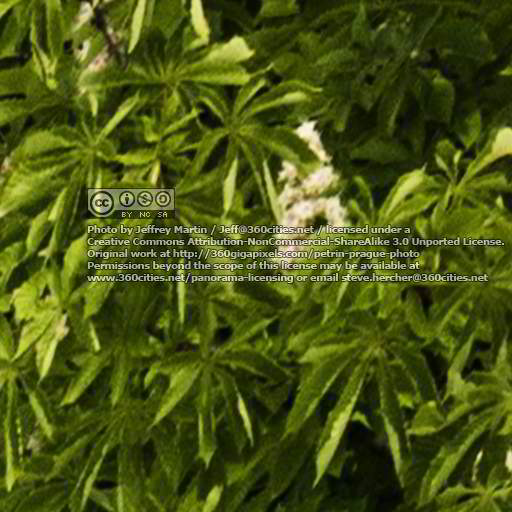 cc
BY NC SA
Photo by Jeffrey Martin / Jeff@360cities.net / licensed under a
Creative Commons Attribution-NonCommercial-ShareAlike 3.0 Unported License.
Original work at http://360gigapixels.com/petrin-prague-photo
Permissions beyond the scope of this license may be available at
www.360cities.net/panorama-licensing or email steve.hercher@360cities.net